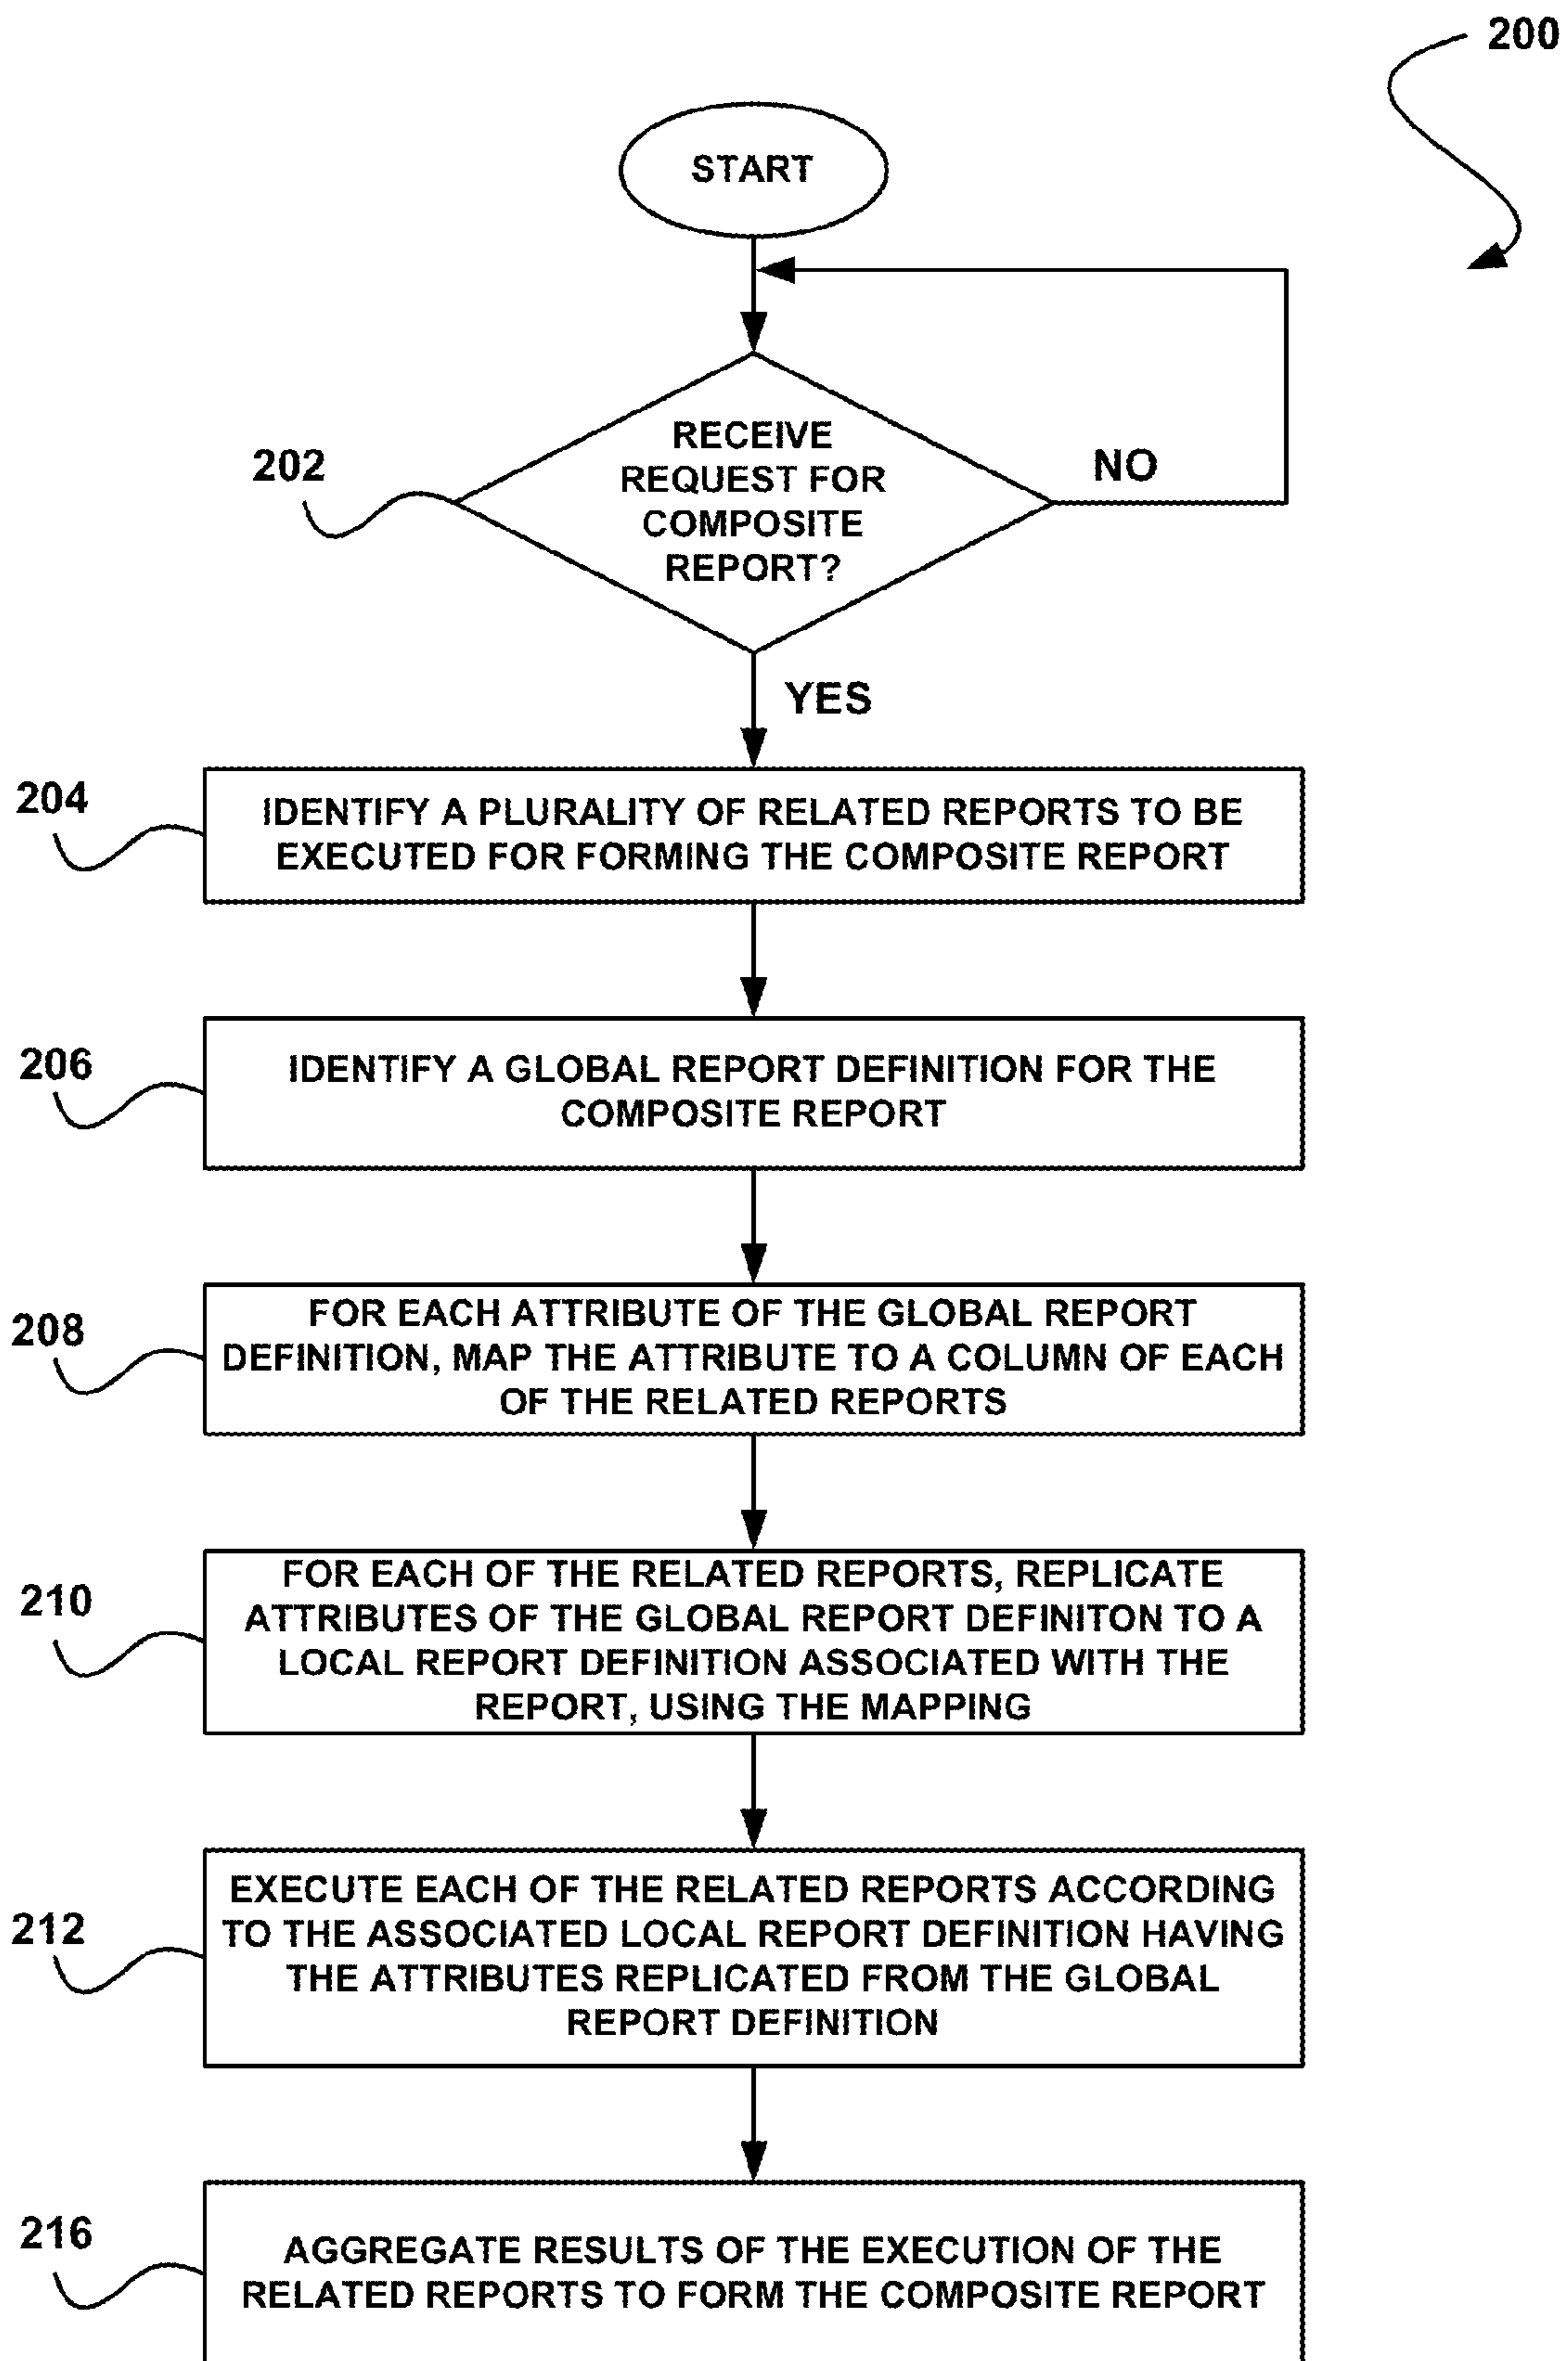 200
START
RECEIVE
REQUEST FOR
COMPOSITE
REPORT?
202
NO
YES
204
IDENTIFY A PLURALITY OF RELATED REPORTS TO BE
EXECUTED FOR FORMING THE COMPOSITE REPORT
206
IDENTIFY A GLOBAL REPORT DEFINITION FOR THE
COMPOSITE REPORT
208
FOR EACH ATTRIBUTE OF THE GLOBAL REPORT
DEFINITION, MAP THE ATTRIBUTE TO A COLUMN OF EACH
OF THE RELATED REPORTS
210
FOR EACH OF THE RELATED REPORTS, REPLICATE
ATTRIBUTES OF THE GLOBAL REPORT DEFINITON TO A
LOCAL REPORT DEFINITION ASSOCIATED WITH THE
REPORT, USING THE MAPPING
212
EXECUTE EACH OF THE RELATED REPORTS ACCORDING
TO THE ASSOCIATED LOCAL REPORT DEFINITION HAVING
THE ATTRIBUTES REPLICATED FROM THE GLOBAL
REPORT DEFINITION
216
AGGREGATE RESULTS OF THE EXECUTION OF THE
RELATED REPORTS TO FORM THE COMPOSITE REPORT